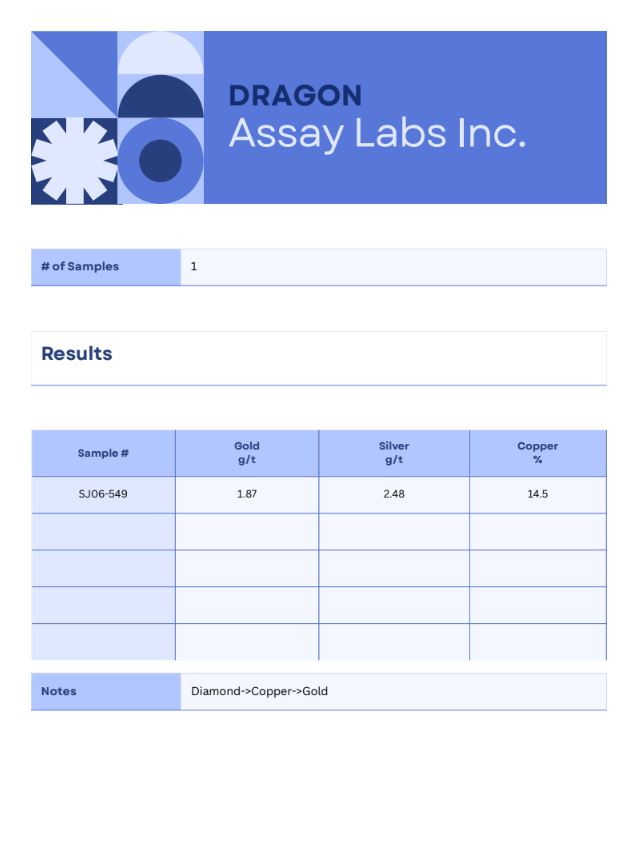 DRAGON
Assay Labs Inc.
# of Samples 1
Results
Sample # Gold g/t Silver g/t Copper %
SJ06-549 1.87 2.48 14.5
Notes Diamond->Copper->Gold